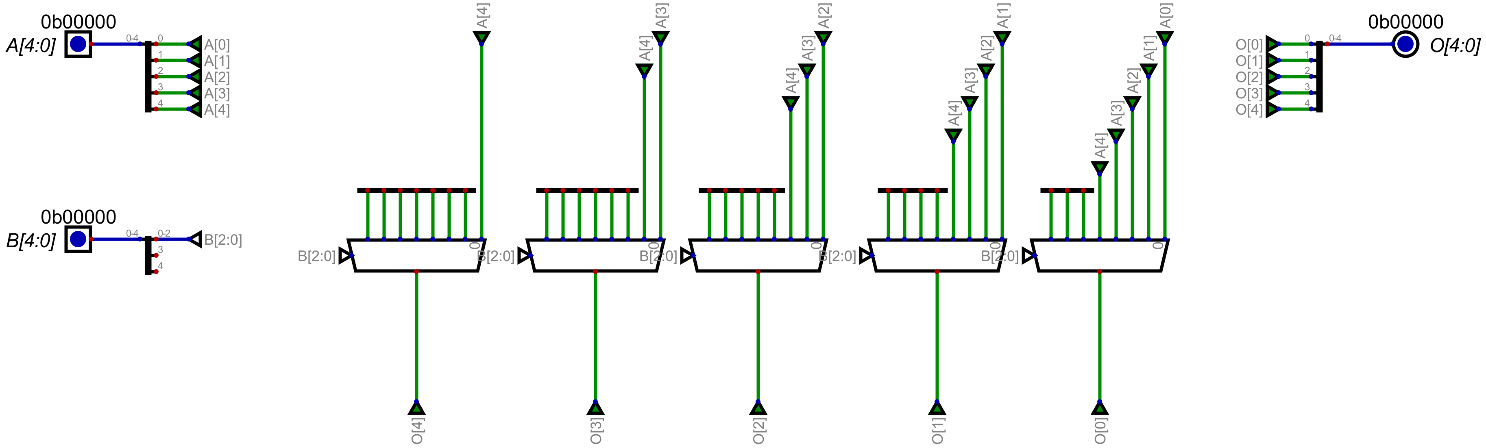 0b00000
A[4:0]
0-4
0
1
2
3
4
A[0]
A[1]
A[2]
A[3]
A[4]
0b00000
B[4:0]
0-4
0-2
3
4
B[2:0]
A[4]
0
B[2:0]
O[4]
A[3]
A[4]
0
B[2:0]
O[3]
A[2]
A[3]
A[4]
0
B[2:0]
O[2]
A[1]
A[2]
A[3]
A[4]
0
B[2:0]
O[1]
A[0]
A[1]
A[2]
A[3]
A[4]
0
B[2:0]
O[0]
O[0]
O[1]
O[2]
O[3]
O[4]
0
1
2
3
4
0-4
0b00000
O[4:0]